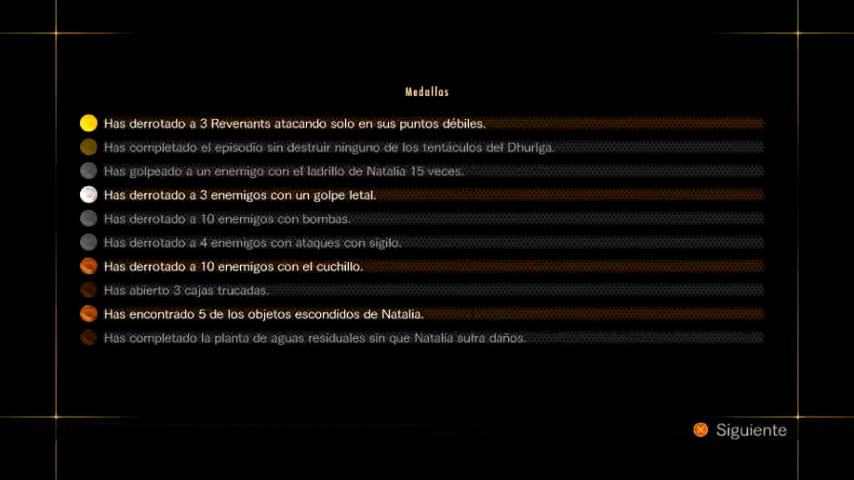 Medallas
Has derrotado a 3 Revenants atacando solo en sus puntos débiles.
Has completado el episodio sin destruir ninguno de los tentáculos del Dhurlga.
Has golpeado a un enemigo con el ladrillo de Natalia 15 veces.
Has derrotado a 3 enemigos con un golpe letal.
Has derrotado a 10 enemigos con bombas.
Has derrotado a 4 enemigos con ataques con sigilo.
Has derrotado a 10 enemigos con el cuchillo.
Has abierto 3 cajas trucadas.
Has encontrado 5 de los objetos escondidos de Natalia.
Has completado la planta de aguas residuales sin que Natalia sufra daños.
Siguiente